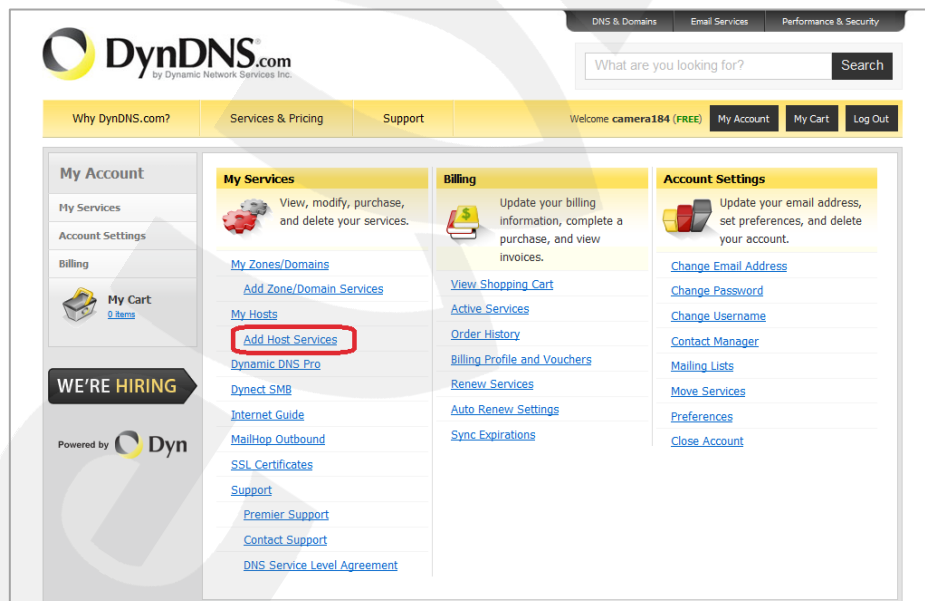 DNS & Domains Email Services Performance & Security
DynDNS.com
by Dynamic Network Services Inc.
What are you looking for? Search
Why DynDNS.com? Services & Pricing Support Welcome camera184 (FREE) My Account My Cart Log Out
My Account
My Services
Account Settings
Billing
My Cart
0 items
WE'RE HIRING
Powered by Dyn
My Services
View, modify, purchase,
and delete your services.
My Zones/Domains
Add Zone/Domain Services
My Hosts
Add Host Services
Dynamic DNS Pro
Dynect SMB
Internet Guide
MailHop Outbound
SSL Certificates
Support
Premier Support
Contact Support
DNS Service Level Agreement
Billing
Update your billing
information, complete a
purchase, and view
invoices.
View Shopping Cart
Active Services
Order History
Billing Profile and Vouchers
Renew Services
Auto Renew Settings
Sync Expirations
Account Settings
Update your email address,
set preferences, and delete
your account.
Change Email Address
Change Password
Change Username
Contact Manager
Mailing Lists
Move Services
Preferences
Close Account